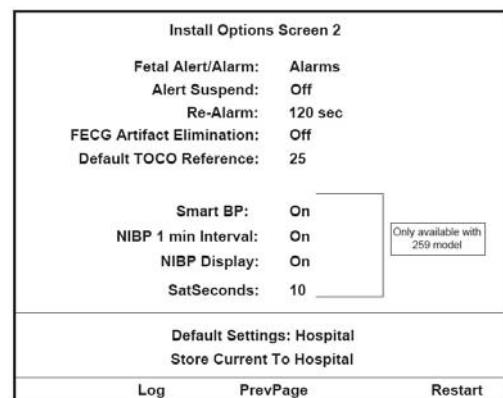 Install Options Screen 2
Fetal Alert/Alarm: Alarms
Alert Suspend: Off
Re-Alarm: 120 sec
FECG Artifact Elimination: Off
Default TOCO Reference: 25
Smart BP: On
NIBP 1 min Interval: On
NIBP Display: On
SatSeconds: 10
Only available with
259 model
Default Settings: Hospital
Store Current To Hospital
Log PrevPage Restart